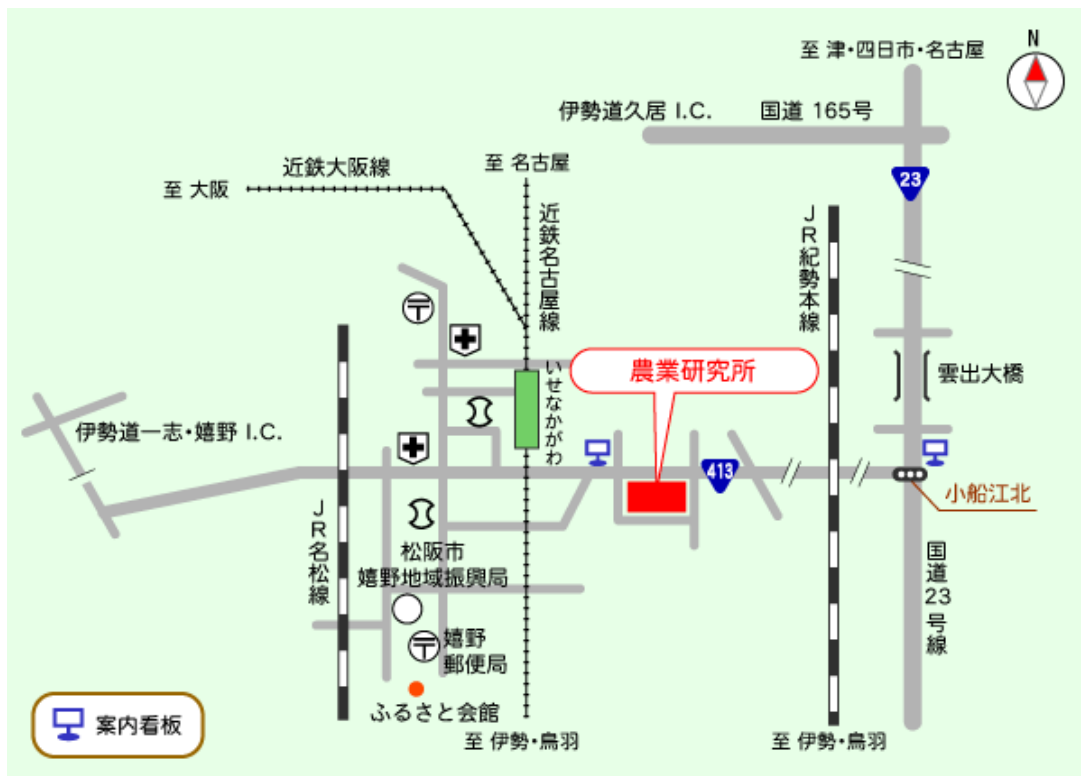 N
至 津・四日市・名古屋
伊勢道久居 I.C.
国道 165号
至 名古屋
近鉄大阪線
至 大阪
23
近鉄名古屋線
JR紀勢本線
いせなかがわ
農業研究所
雲出大橋
伊勢道一志・嬉野 I.C.
413
小船江北
JR名松線
松阪市
嬉野地域振興局
国道23号線
嬉野
郵便局
ふるさと会館
案内看板
至 伊勢・鳥羽
至 伊勢・鳥羽